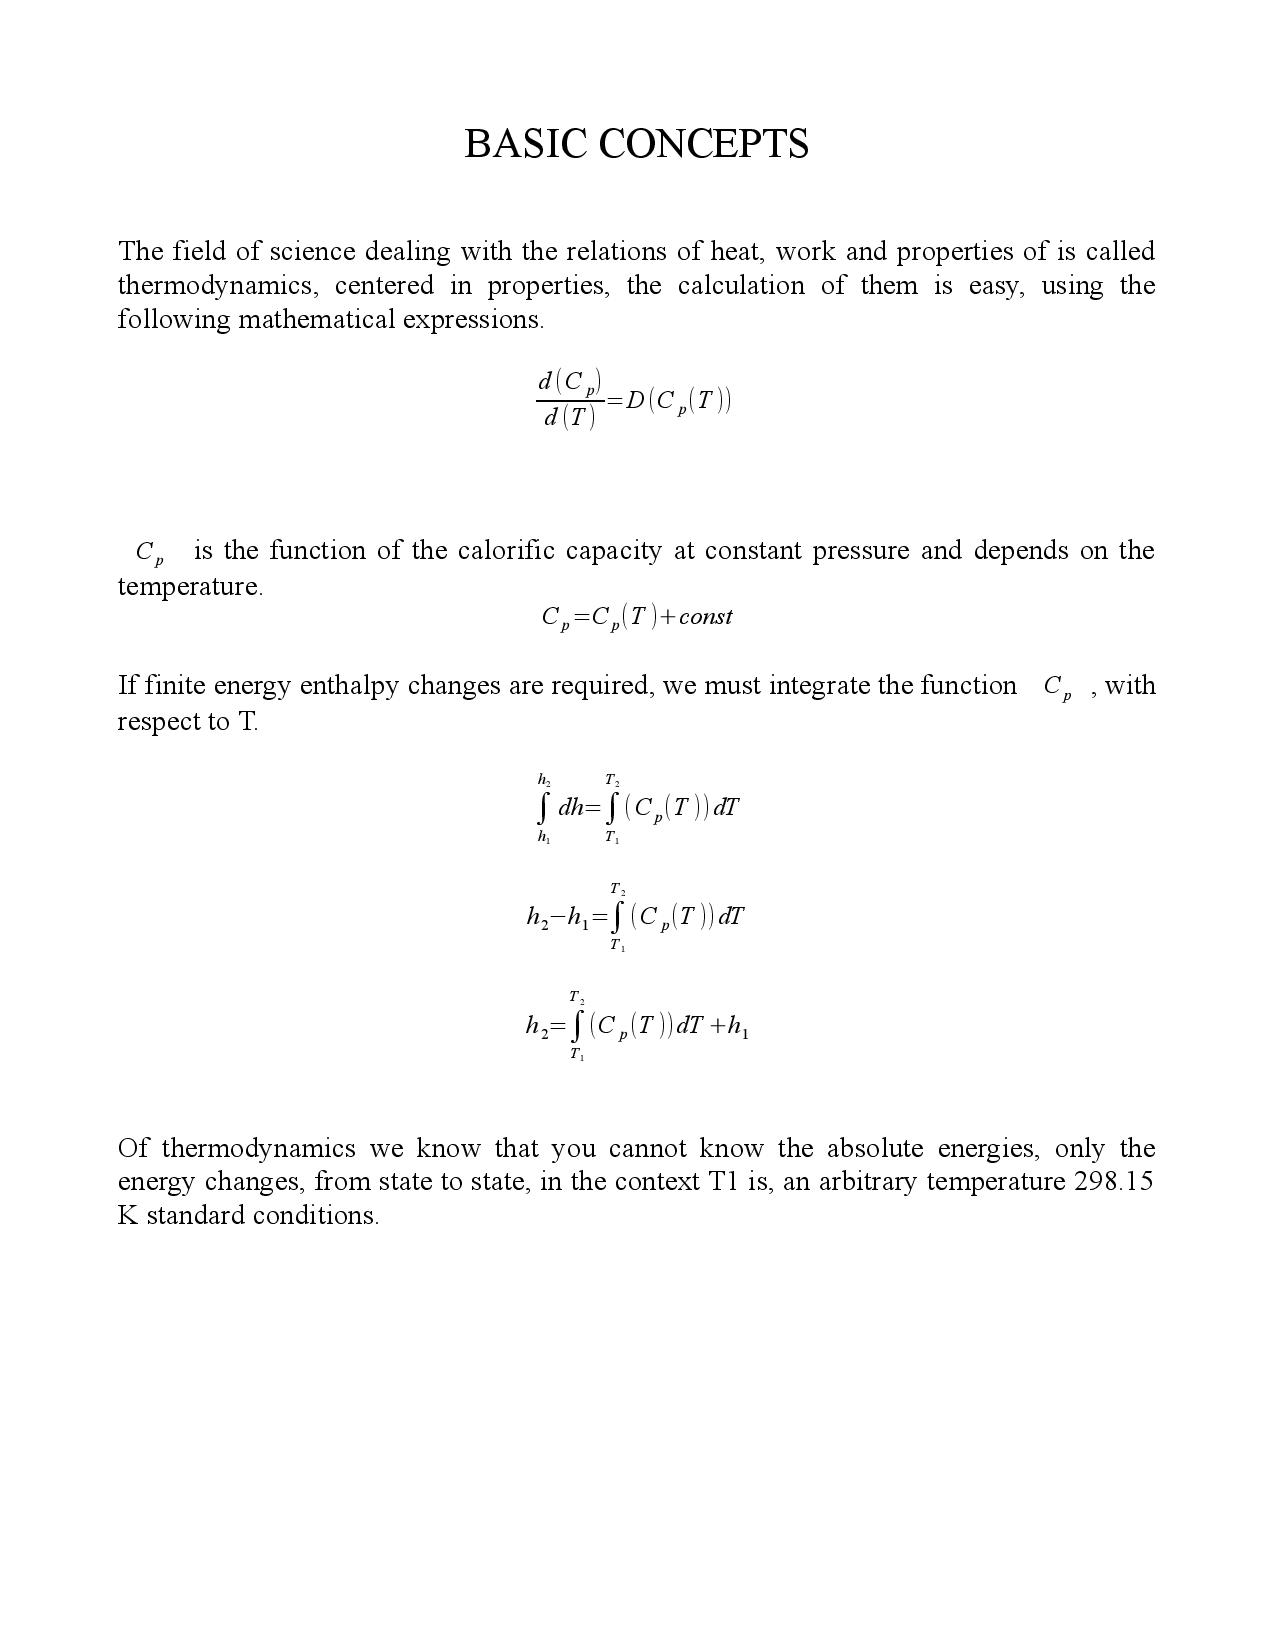 BASIC CONCEPTS
The field of science dealing with the relations of heat, work and properties of is called
thermodynamics, centered in properties, the calculation of them is easy, using the
following mathematical expressions.
d(C_p)/d(T)=D(C_p(T))
C_p is the function of the calorific capacity at constant pressure and depends on the
temperature.
C_p=C_p(T)+const
If finite energy enthalpy changes are required, we must integrate the function C_p , with
respect to T.
∫_{h_1}^{h_2} dh=∫_{T_1}^{T_2}(C_p(T))dT
h_2−h_1=∫_{T_1}^{T_2}(C_p(T))dT
h_2=∫_{T_1}^{T_2}(C_p(T))dT+h_1
Of thermodynamics we know that you cannot know the absolute energies, only the
energy changes, from state to state, in the context T1 is, an arbitrary temperature 298.15
K standard conditions.